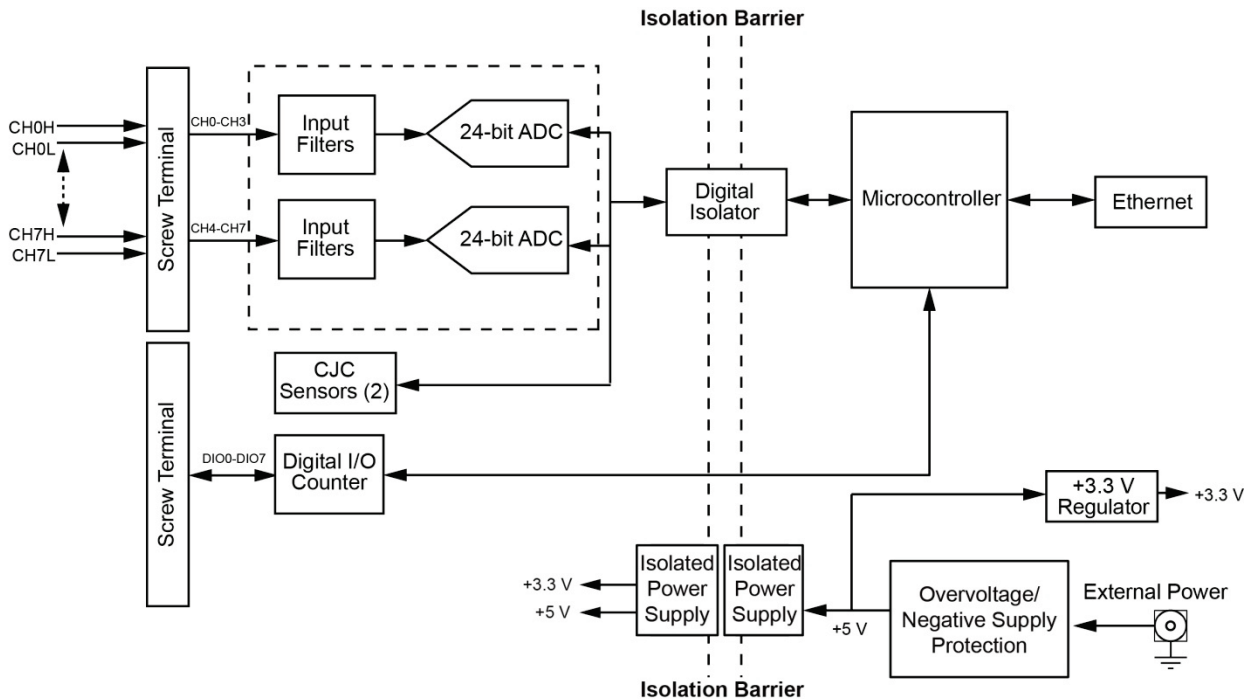 Isolation Barrier
CH0H
CH0L
CH7H
CH7L
Screw Terminal
CH0-CH3
Input
Filters
24-bit ADC
CH4-CH7
Input
Filters
24-bit ADC
Digital
Isolator
Microcontroller
Ethernet
CJC
Sensors (2)
Screw Terminal
DIO0-DIO7
Digital I/O
Counter
+3.3 V
Regulator
+3.3 V
+3.3 V
+5 V
Isolated
Power
Supply
Isolated
Power
Supply
+5 V
Overvoltage/
Negative Supply
Protection
External Power
Isolation Barrier